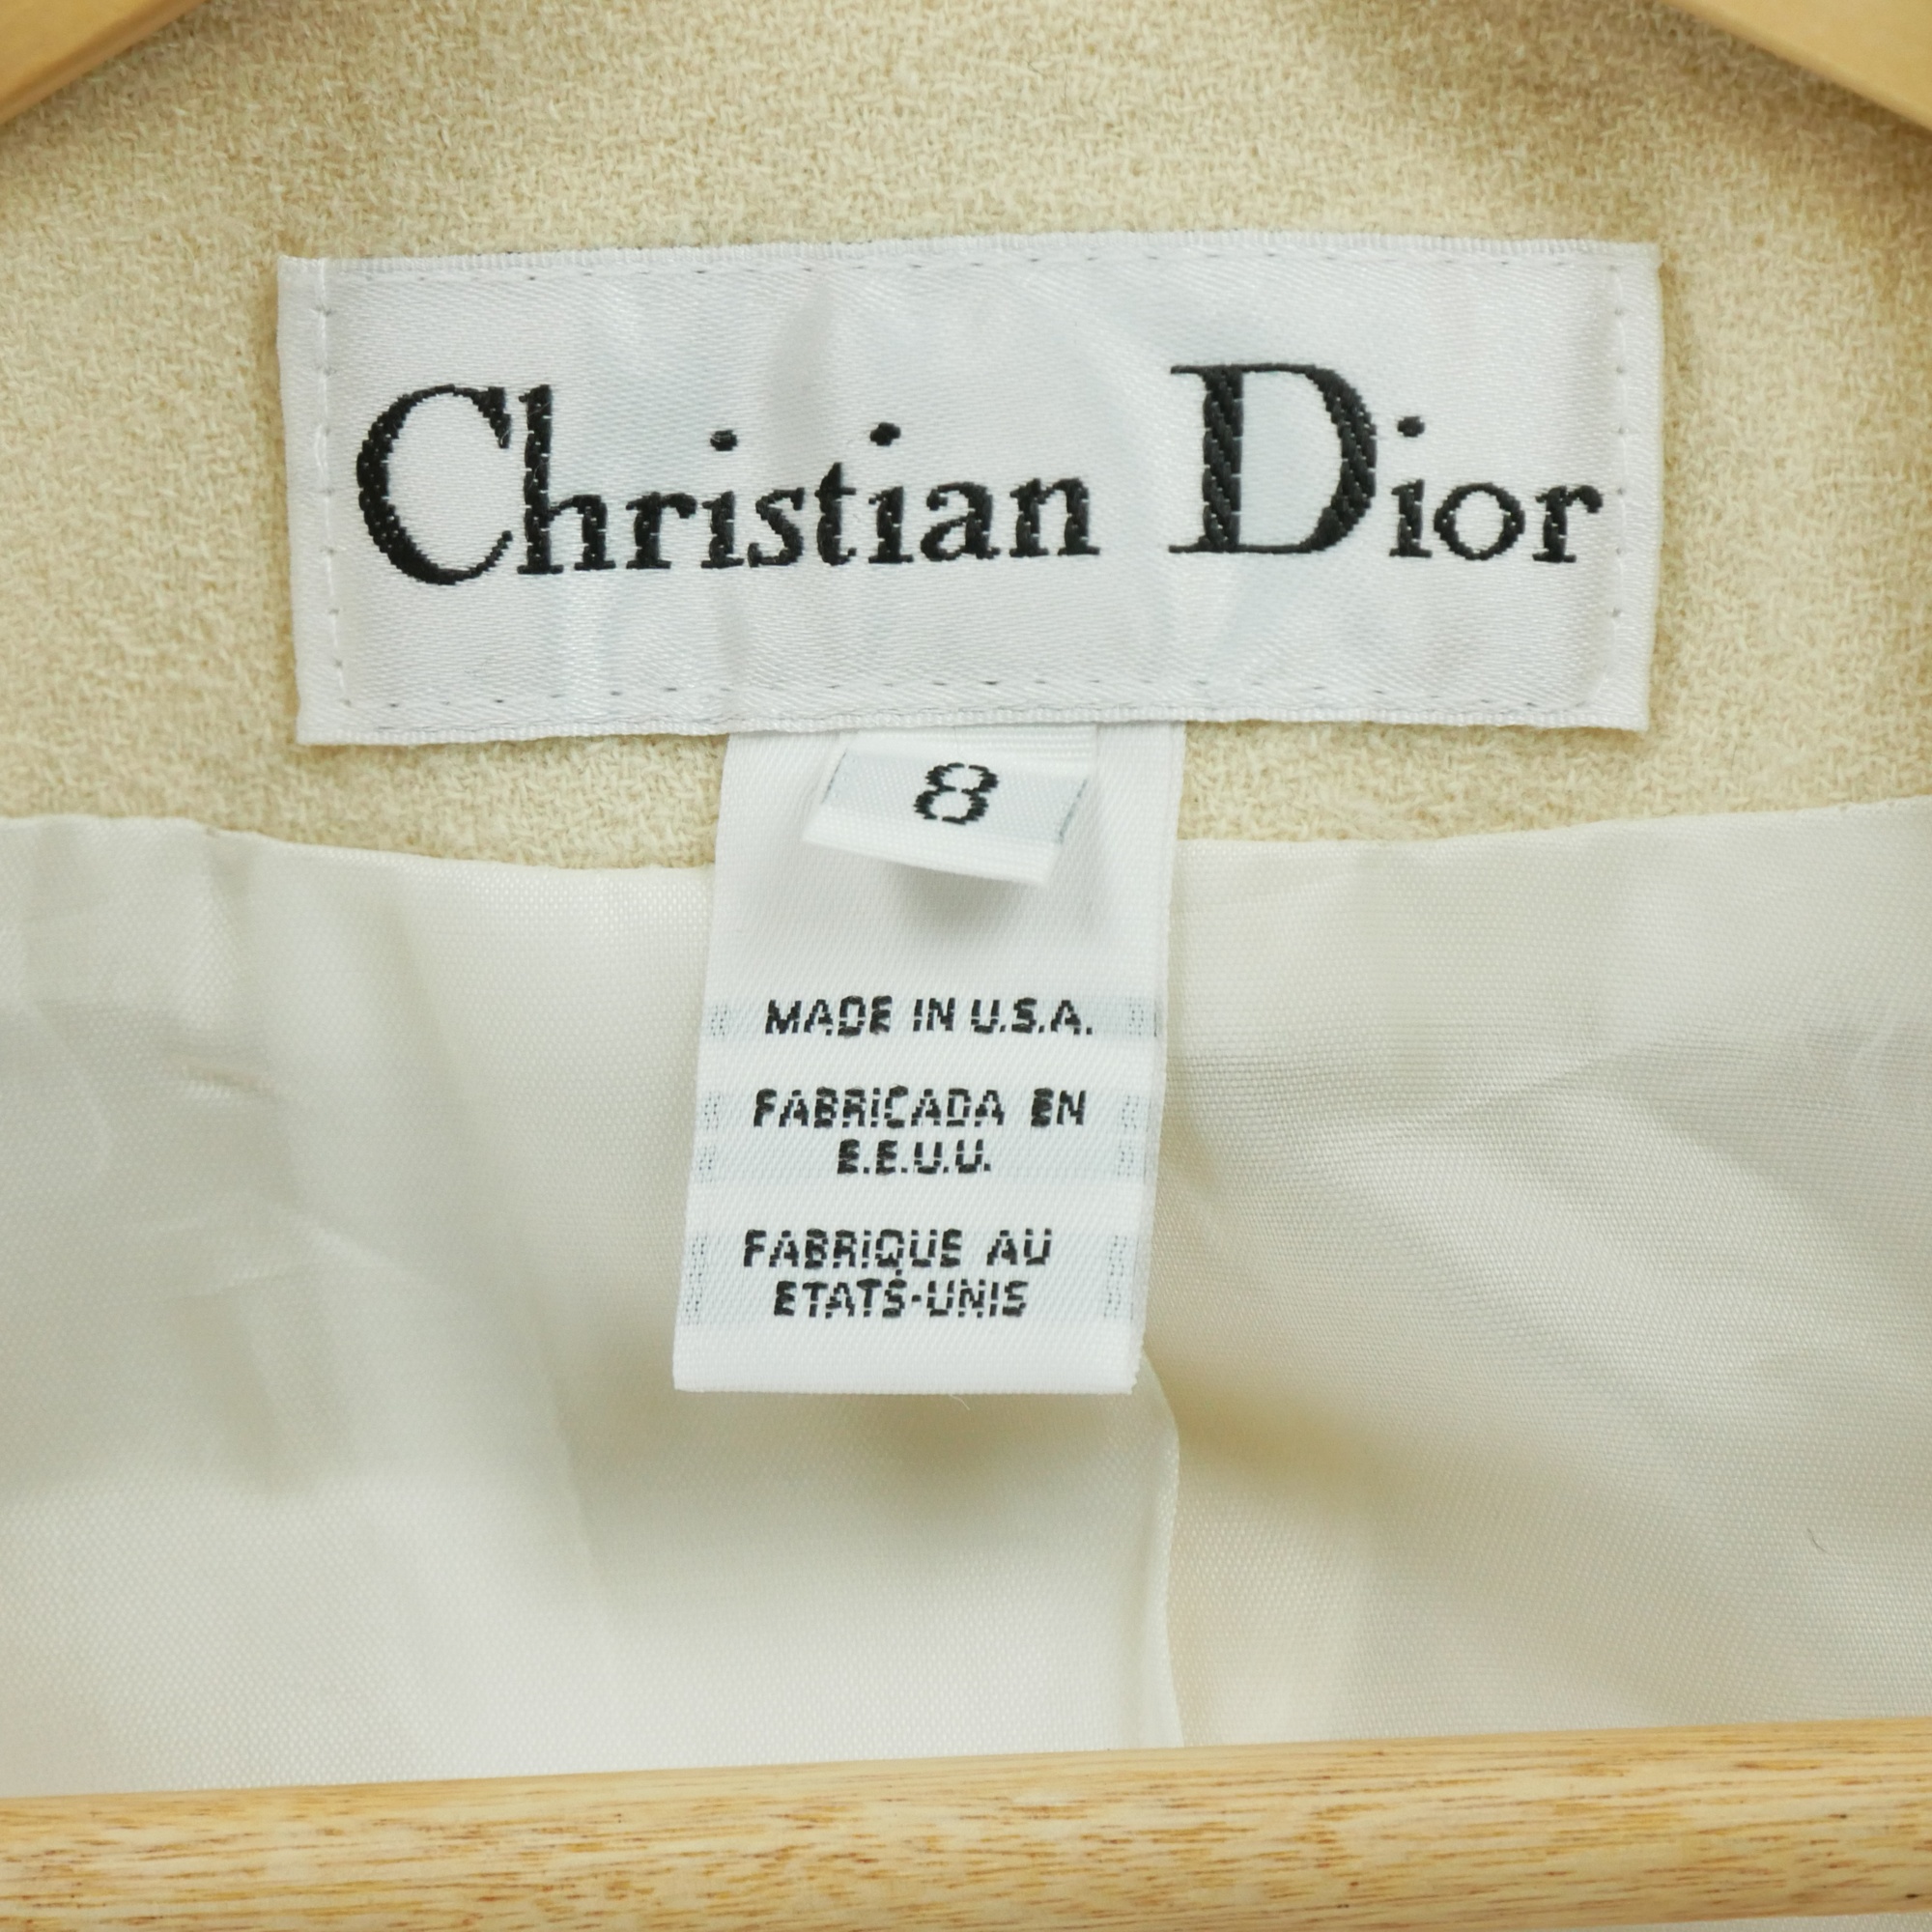 Christian Dior
8
MADE IN U.S.A.
FABRICADA EN
E.E.U.U.
FABRIQUE AU
ETATS-UNIS